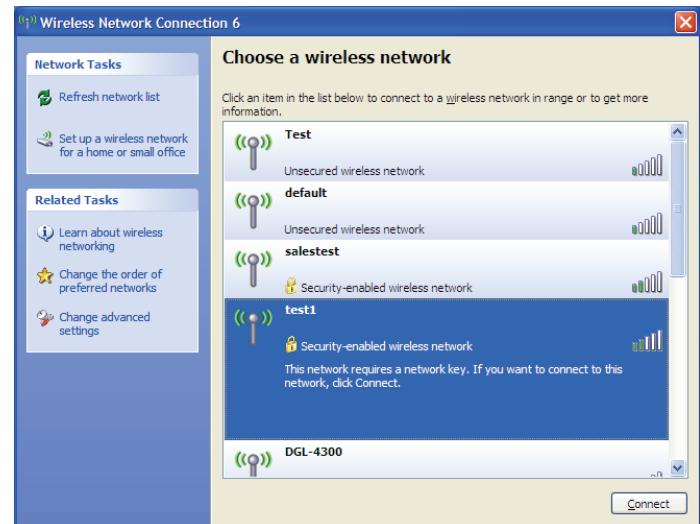 Wireless Network Connection 6
Network Tasks
Refresh network list
Set up a wireless network
for a home or small office
Related Tasks
Learn about wireless
networking
Change the order of
preferred networks
Change advanced
settings
Choose a wireless network
Click an item in the list below to connect to a wireless network in range or to get more
information.
Test
Unsecured wireless network
default
Unsecured wireless network
salestest
Security-enabled wireless network
test1
Security-enabled wireless network
This network requires a network key. If you want to connect to this
network, click Connect.
DGL-4300
Connect